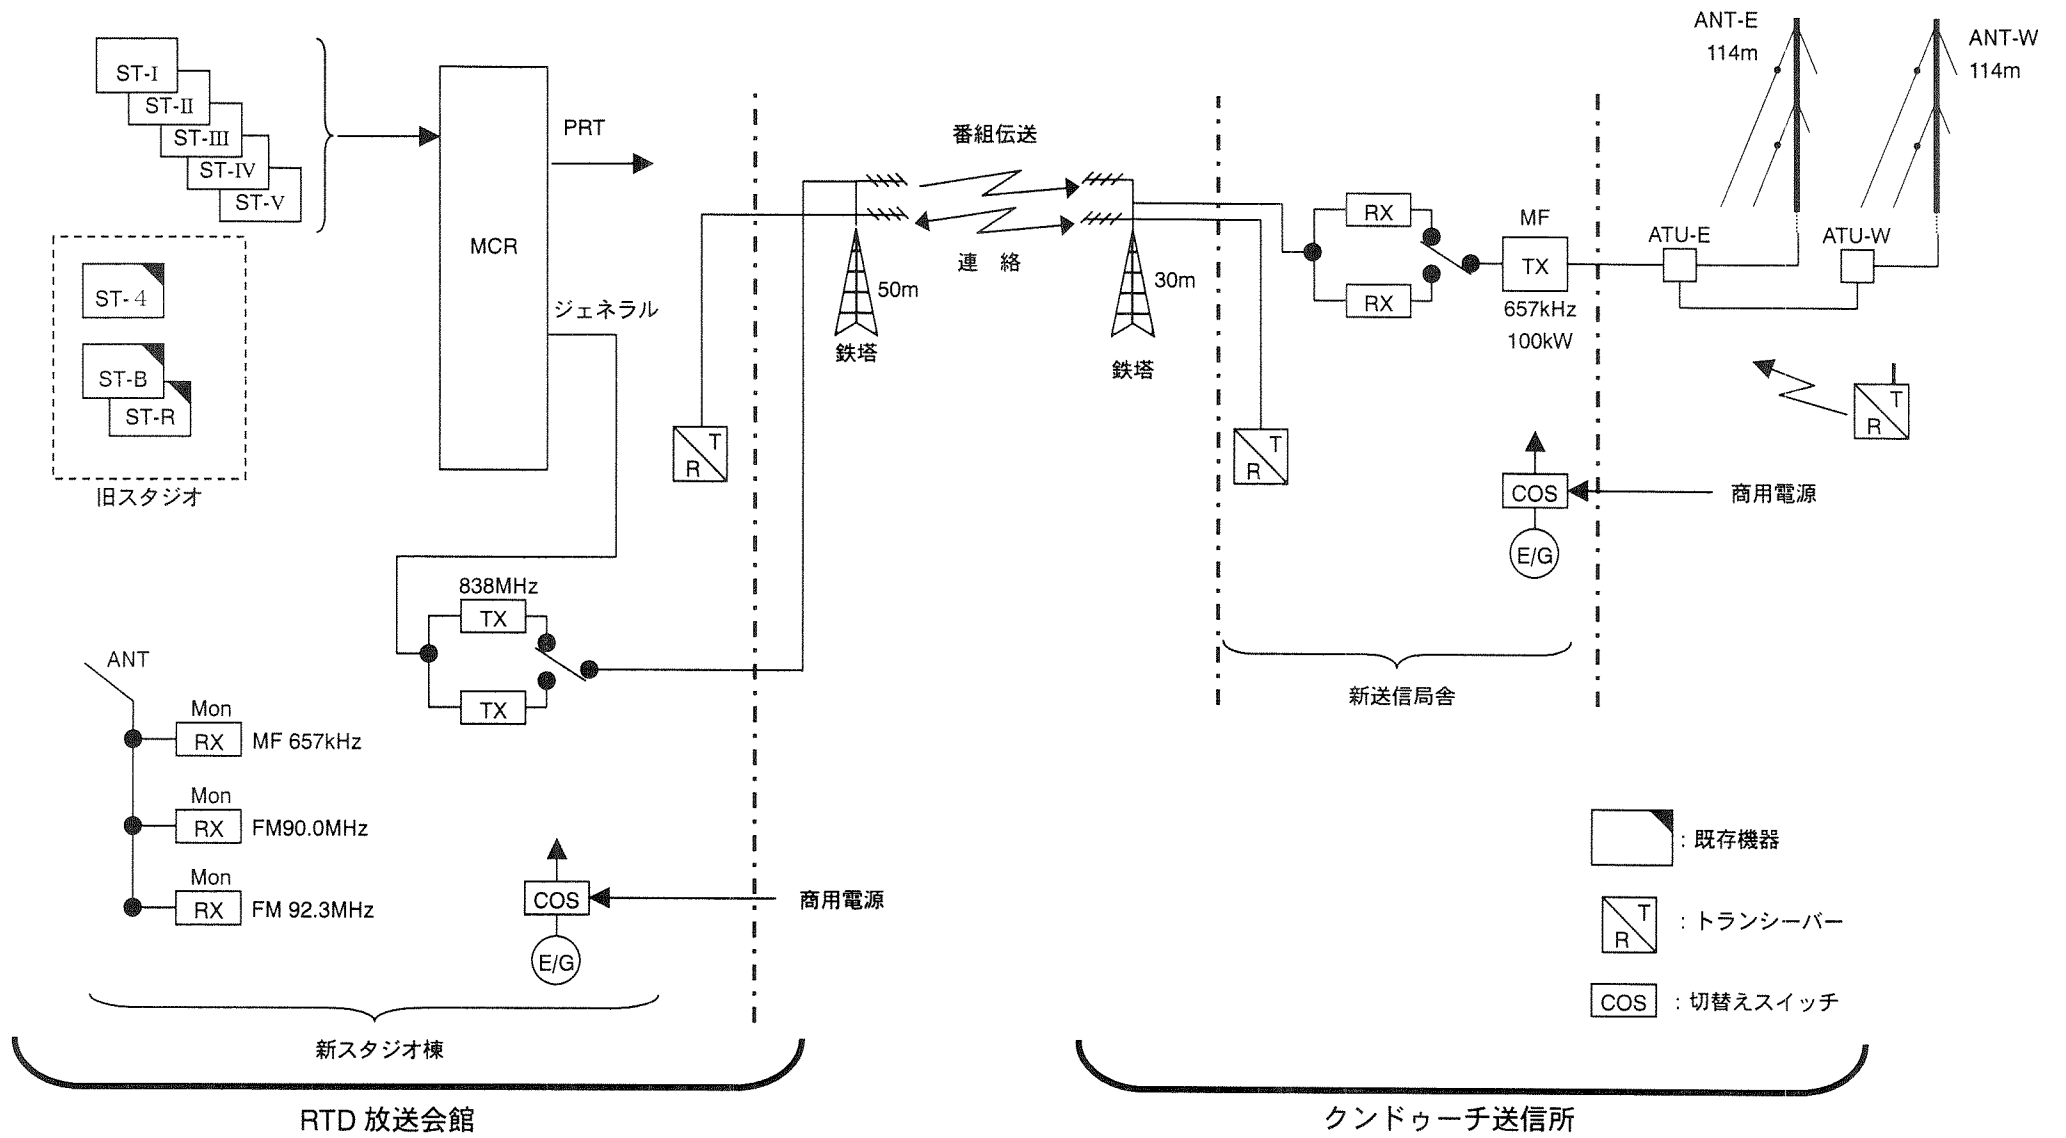 ST-I
ST-II
ST-III
ST-IV
ST-V
ST-4
ST-B
ST-R
旧スタジオ
MCR
PRT
ジェネラル
T
R
838MHz
TX
TX
ANT
Mon
RX MF 657kHz
Mon
RX FM90.0MHz
Mon
RX FM 92.3MHz
COS
E/G
商用電源
新スタジオ棟
RTD 放送会館
番組伝送
連 絡
50m
鉄塔
30m
鉄塔
T
R
RX
RX
MF
TX
657kHz
100kW
COS
E/G
商用電源
新送信局舎
ANT-E
114m
ANT-W
114m
ATU-E
ATU-W
T
R
: 既存機器
T
R
: トランシーバー
COS : 切替えスイッチ
クンドゥーチ送信所